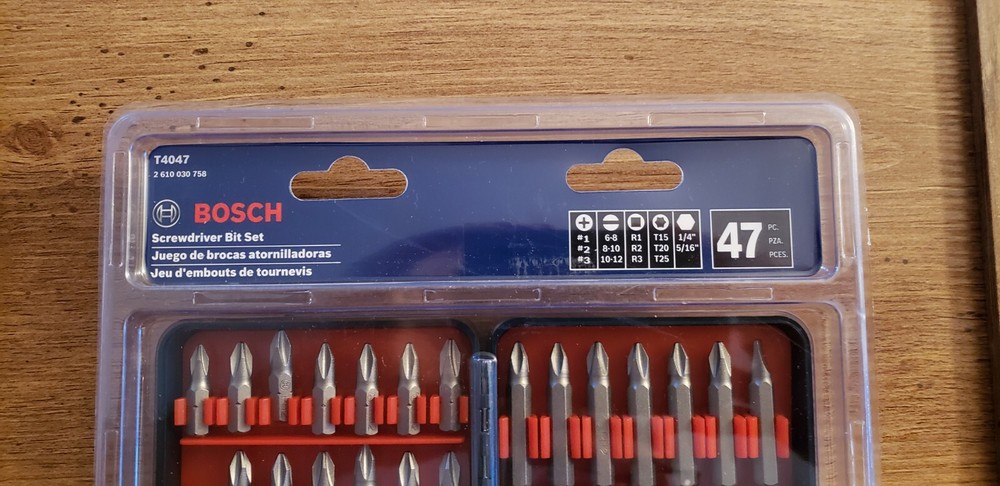 T4047
2 610 030 758
BOSCH
Screwdriver Bit Set
Juego de brocas atornilladoras
Jeu d'embouts de tournevis
#1 6-8 R1 T15 1/4"
#2 8-10 R2 T20 5/16"
#3 10-12 R3 T25
47
PC.
PZA.
PCES.